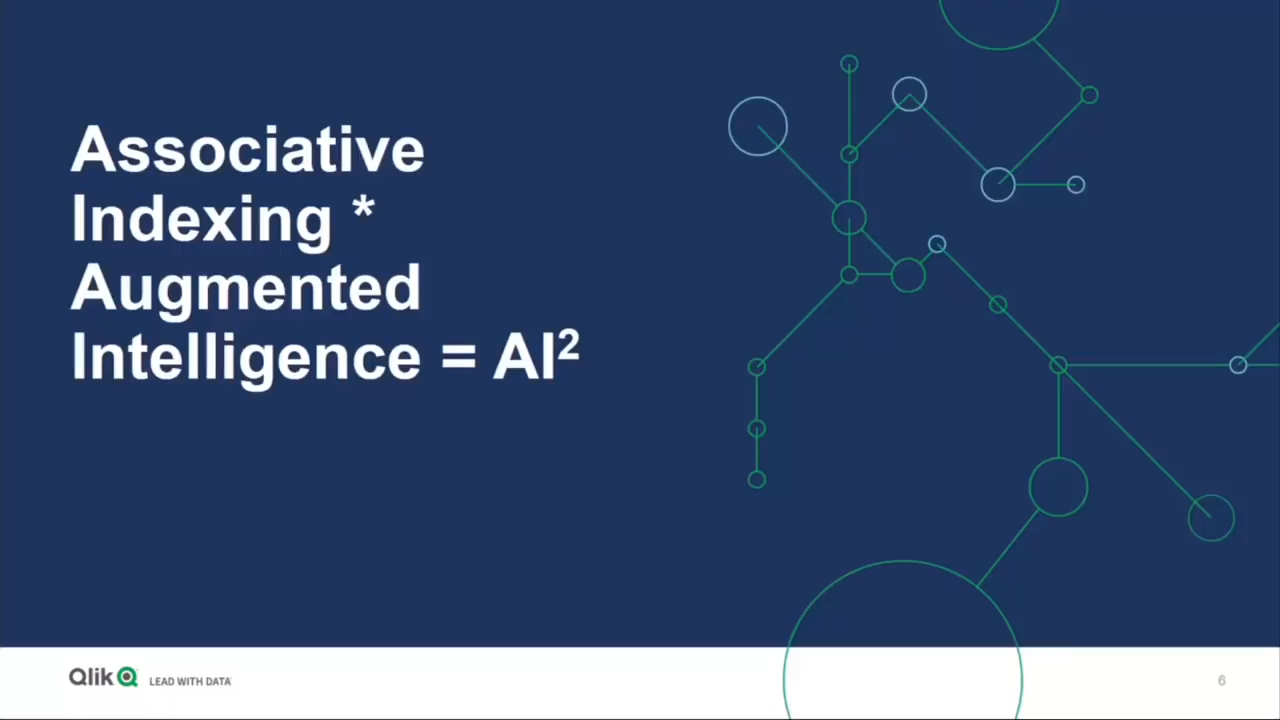 Associative
Indexing *
Augmented
Intelligence = AI²
Qlik LEAD WITH DATA
6